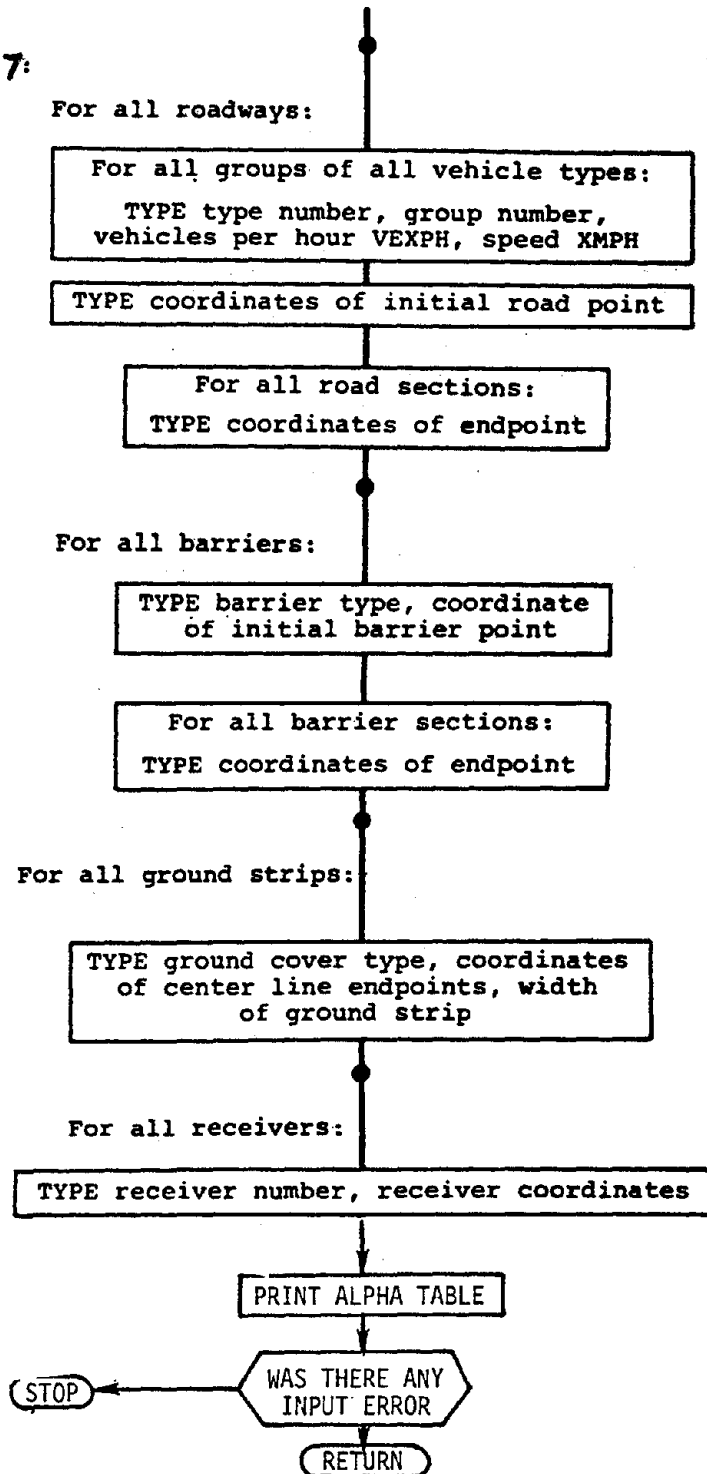 7:
For all roadways:
For all groups of all vehicle types:
TYPE type number, group number,
vehicles per hour VEXPH, speed XMPH
TYPE coordinates of initial road point
For all road sections:
TYPE coordinates of endpoint
For all barriers:
TYPE barrier type, coordinate
of initial barrier point
For all barrier sections:
TYPE coordinates of endpoint
For all ground strips:
TYPE ground cover type, coordinates
of center line endpoints, width
of ground strip
For all receivers:
TYPE receiver number, receiver coordinates
PRINT ALPHA TABLE
WAS THERE ANY
INPUT ERROR
STOP
RETURN